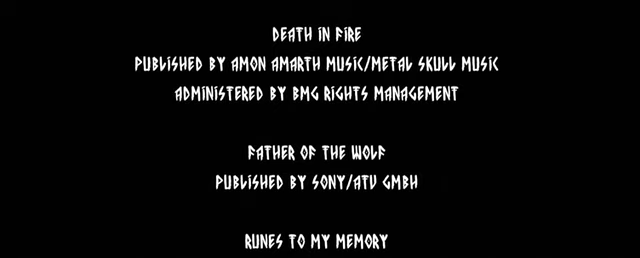 DEATH IN FIRE
PUBLISHED BY AMON AMARTH MUSIC/METAL SKULL MUSIC
ADMINISTERED BY BMG RIGHTS MANAGEMENT
FATHER OF THE WOLF
PUBLISHED BY SONY/ATV GMBH
RUNES TO MY MEMORY